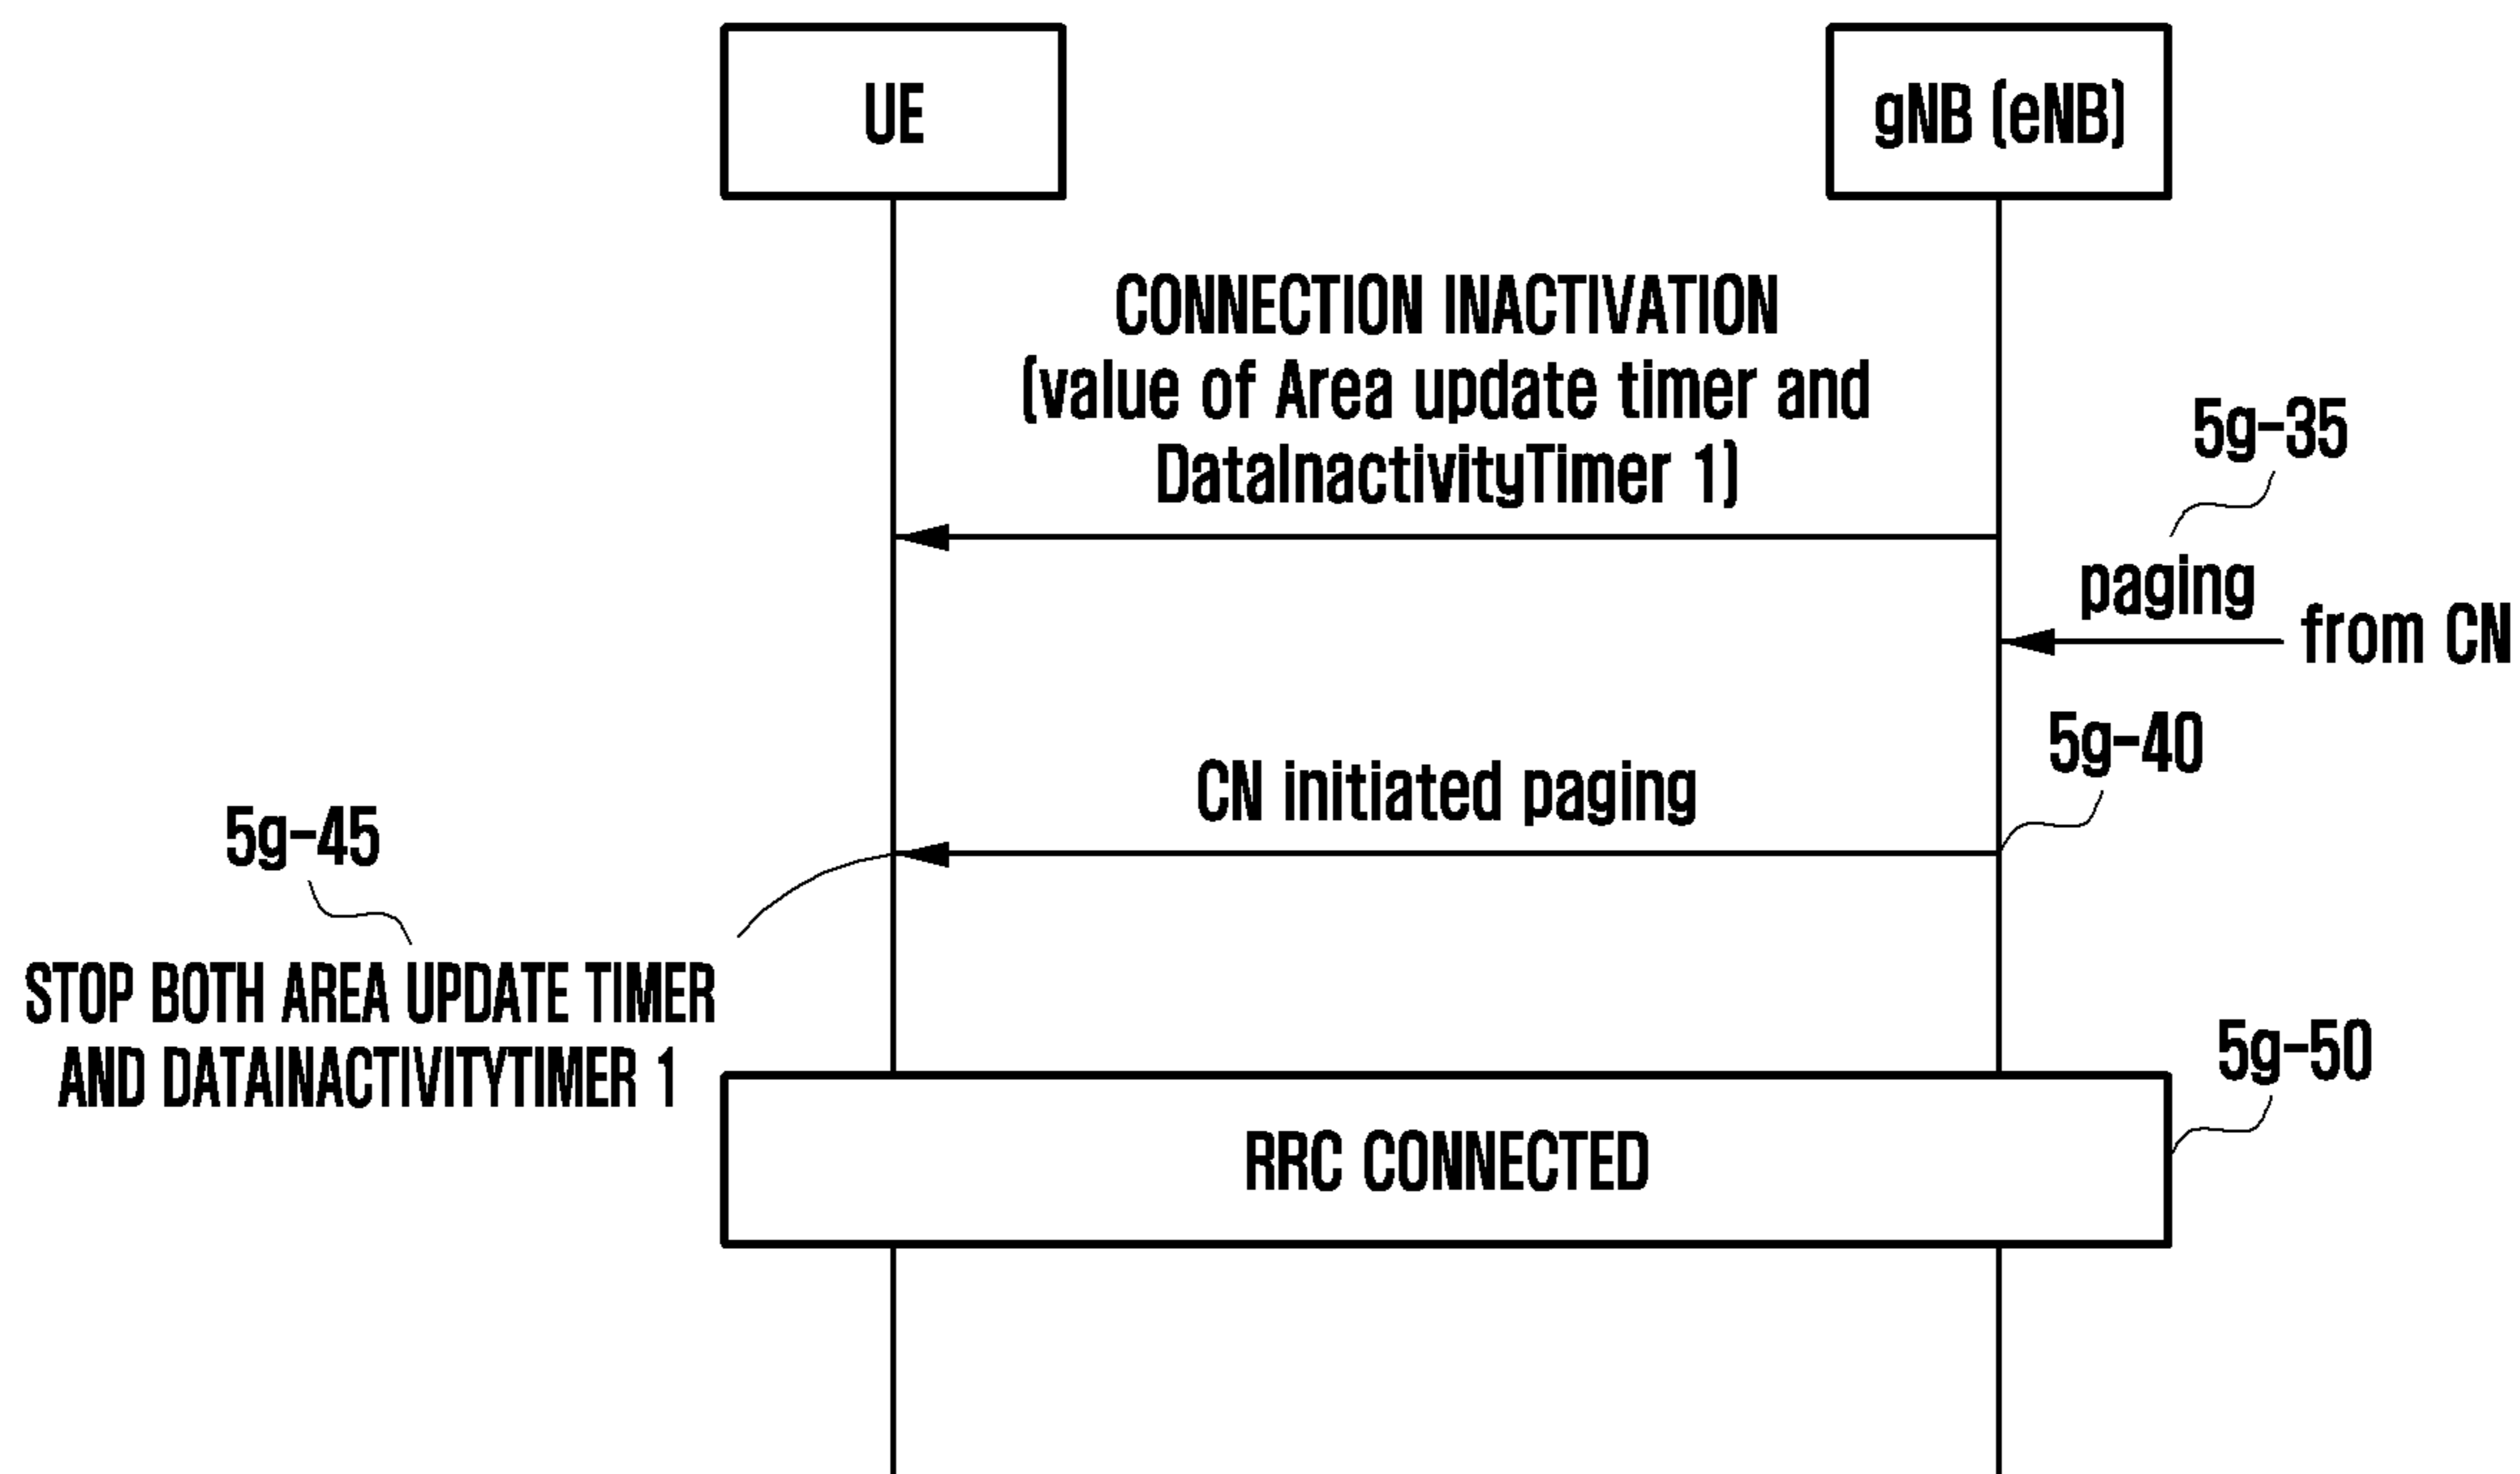 UE
gNB (eNB)
CONNECTION INACTIVATION
(value of Area update timer and
DataInactivityTimer 1)
5g-35
paging
from CN
5g-40
CN initiated paging
5g-45
STOP BOTH AREA UPDATE TIMER
AND DATAINACTIVITYTIMER 1
5g-50
RRC CONNECTED